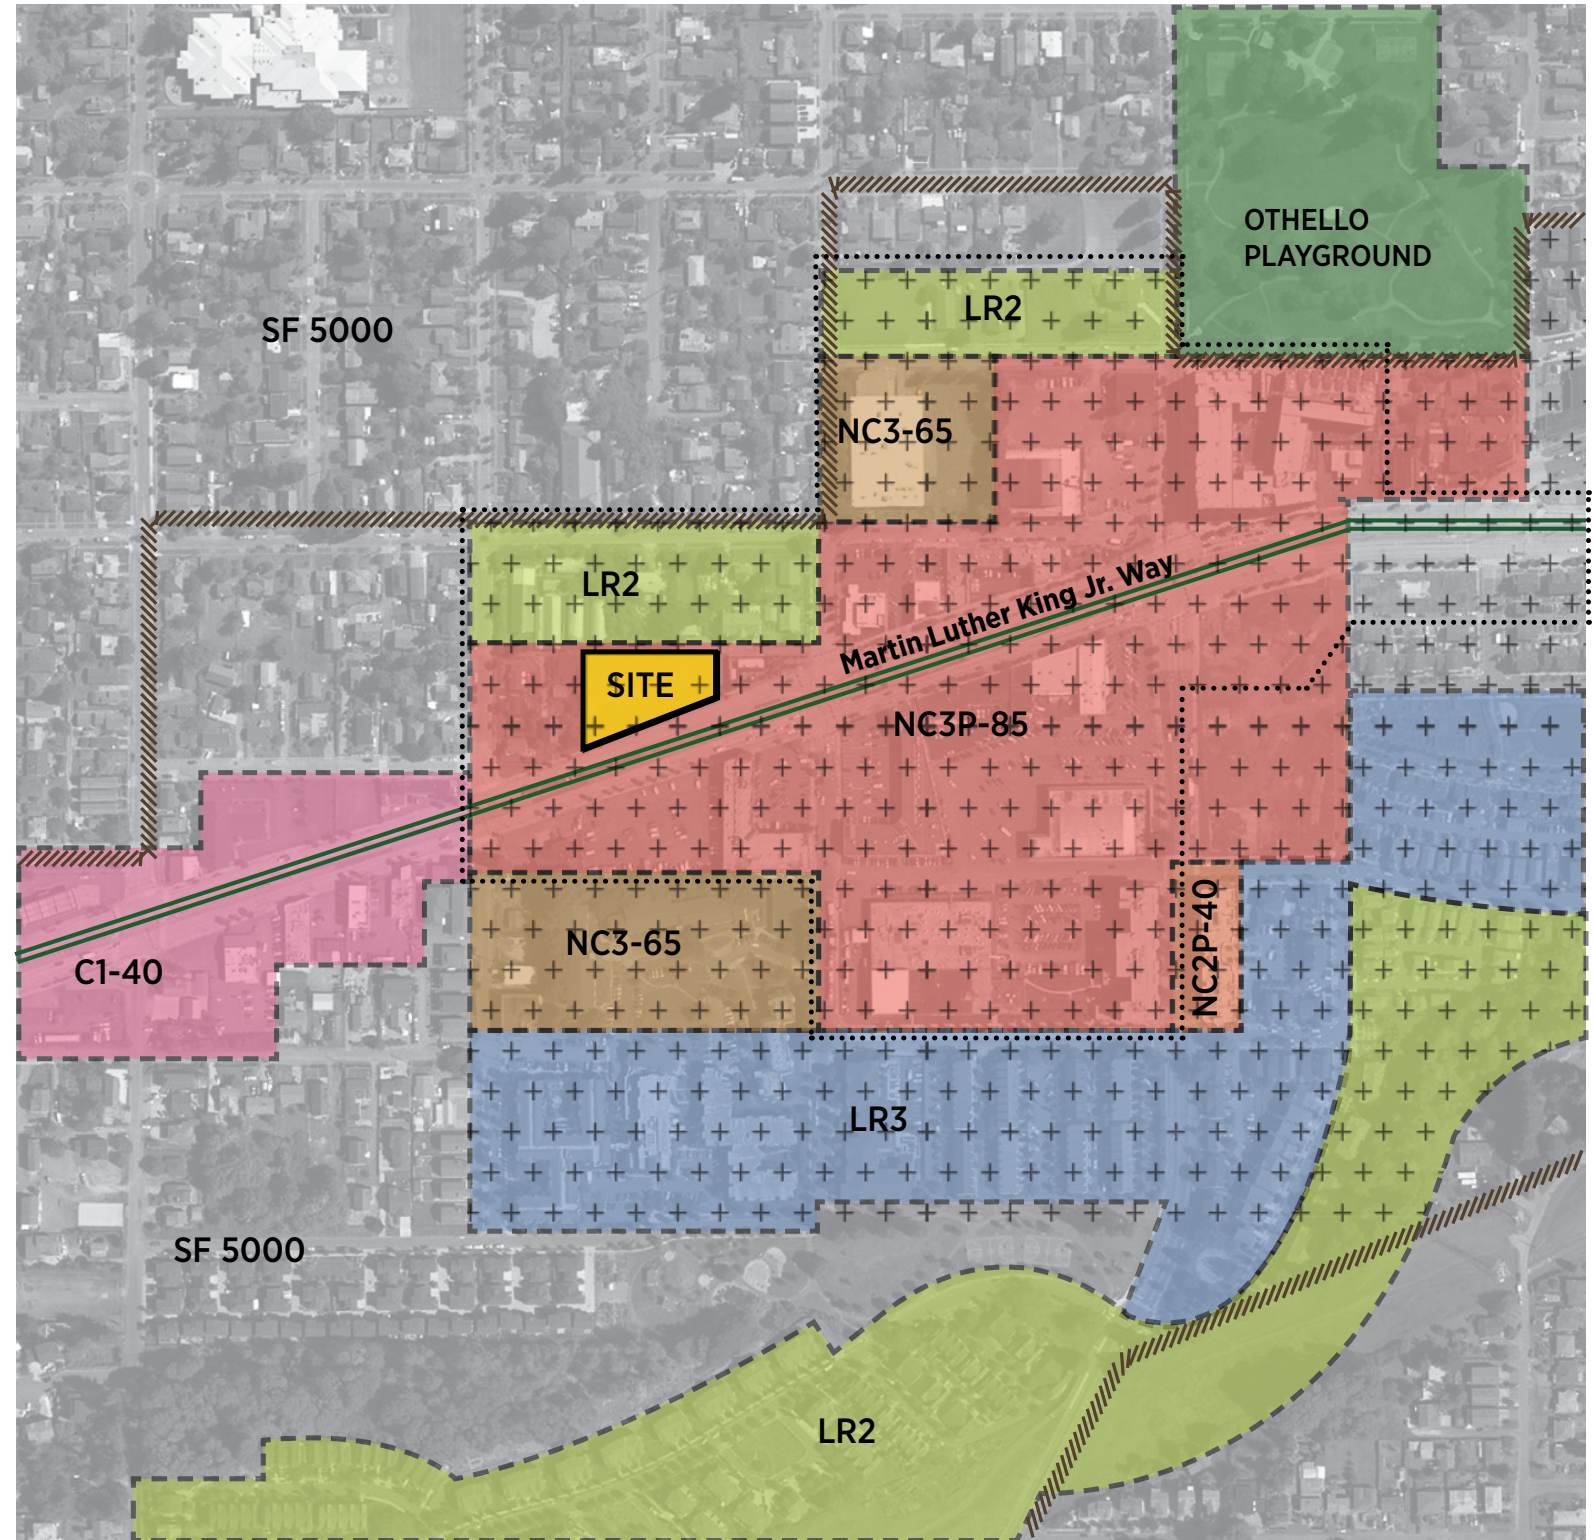 OTHELLO
PLAYGROUND
LR2
SF 5000
NC3-65
LR2
Martin Luther King Jr. Way
SITE
NC3P-85
NC2P-40
NC3-65
C1-40
LR3
SF 5000
LR2